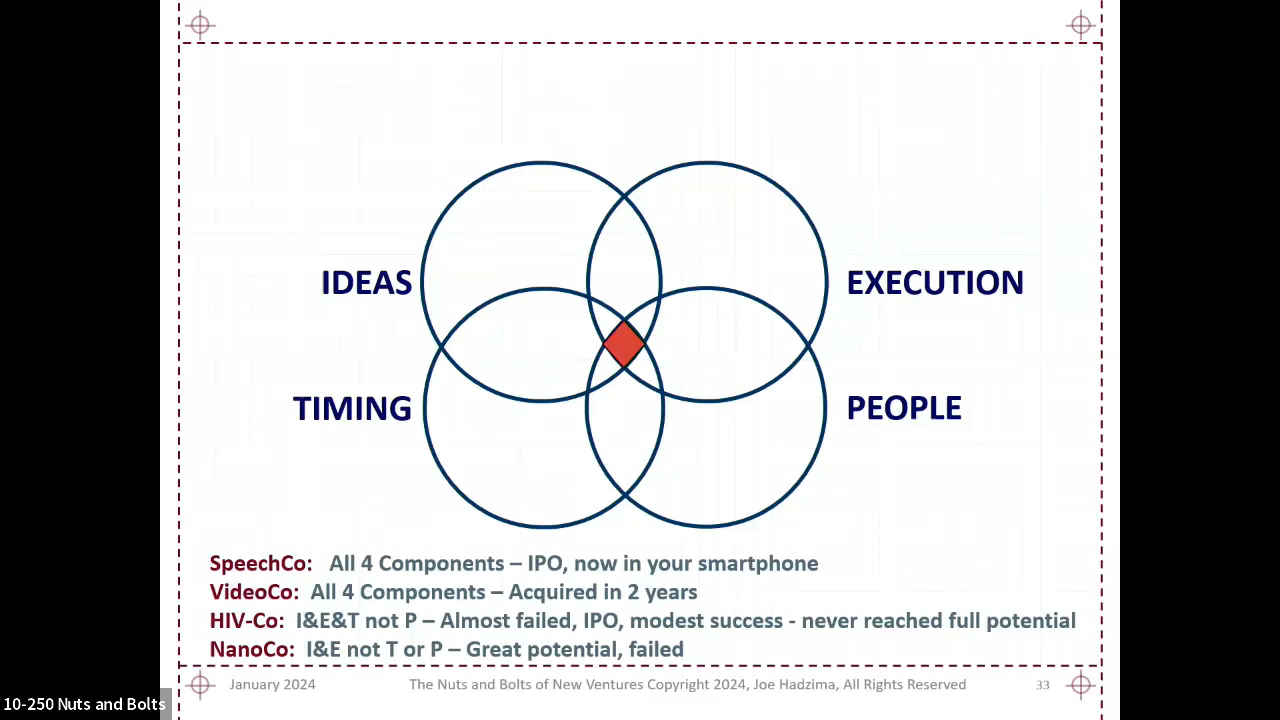 IDEAS
EXECUTION
TIMING
PEOPLE
SpeechCo: All 4 Components – IPO, now in your smartphone
VideoCo: All 4 Components – Acquired in 2 years
HIV-Co: I&E&T not P – Almost failed, IPO, modest success - never reached full potential
NanoCo: I&E not T or P – Great potential, failed
January 2024
The Nuts and Bolts of New Ventures Copyright 2024, Joe Hadzima, All Rights Reserved
33
10-250 Nuts and Bolts